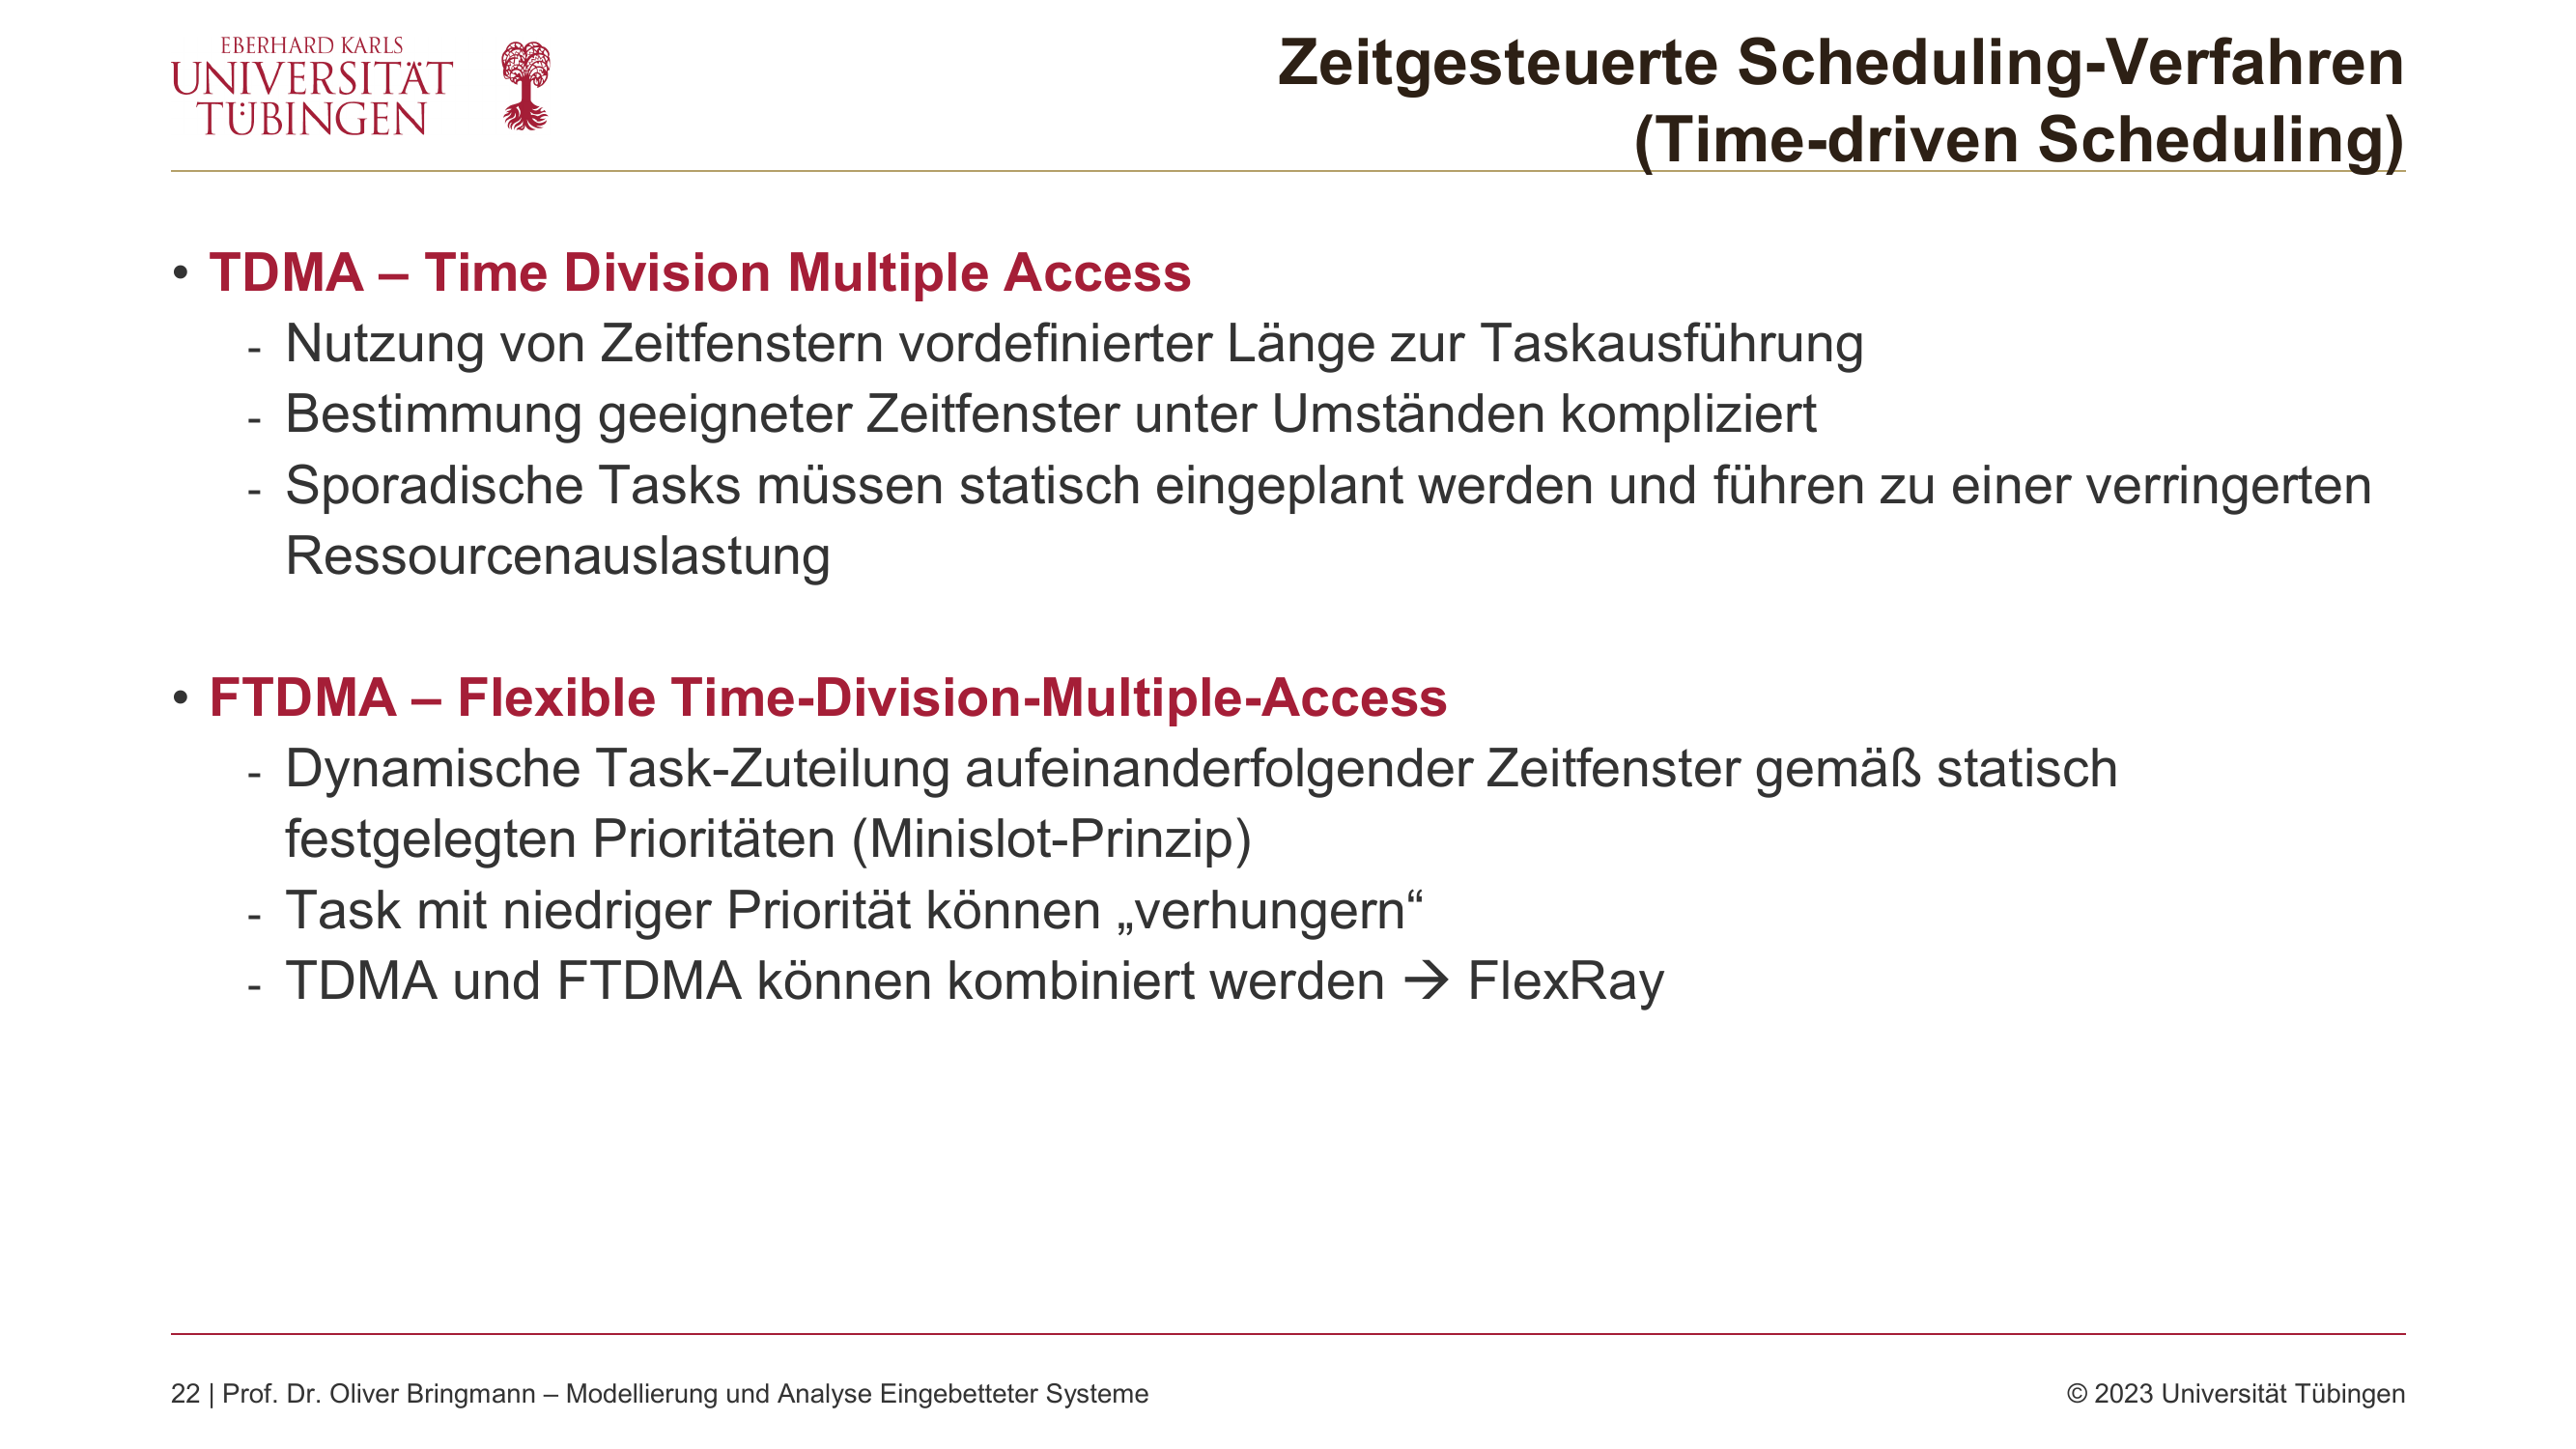 EBERHARD KARLS
UNIVERSITÄT
TÜBINGEN
Zeitgesteuerte Scheduling-Verfahren
(Time-driven Scheduling)
• TDMA – Time Division Multiple Access
- Nutzung von Zeitfenstern vordefinierter Länge zur Taskausführung
- Bestimmung geeigneter Zeitfenster unter Umständen kompliziert
- Sporadische Tasks müssen statisch eingeplant werden und führen zu einer verringerten
Ressourcenauslastung
• FTDMA – Flexible Time-Division-Multiple-Access
- Dynamische Task-Zuteilung aufeinanderfolgender Zeitfenster gemäß statisch
festgelegten Prioritäten (Minislot-Prinzip)
- Task mit niedriger Priorität können „verhungern“
- TDMA und FTDMA können kombiniert werden → FlexRay
22 | Prof. Dr. Oliver Bringmann – Modellierung und Analyse Eingebetteter Systeme
© 2023 Universität Tübingen